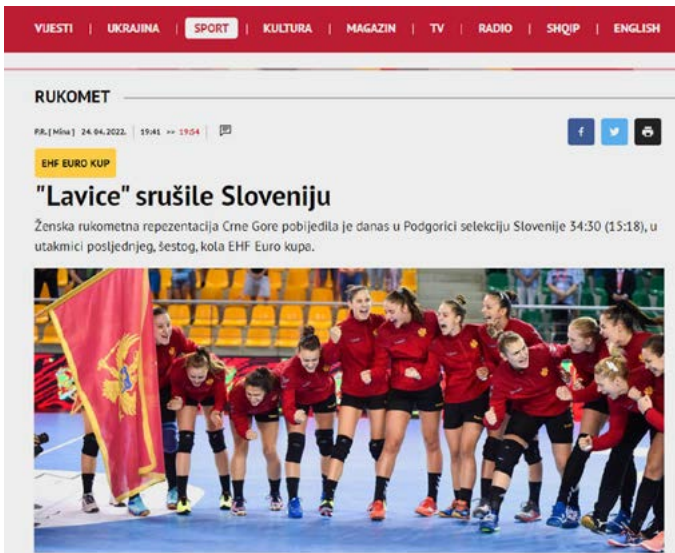 VIJESTI | UKRAJINA | SPORT | KULTURA | MAGAZIN | TV | RADIO | SHQIP | ENGLISH
RUKOMET
P.R. [ Mina ] 24.04.2022. | 19:41 >> 19:54
EHF EURO KUP
"Lavice" srušile Sloveniju
Ženska rukometna repezentacija Crne Gore pobijedila je danas u Podgorici selekciju Slovenije 34:30 (15:18), u
utakmici posljednjeg, šestog, kola EHF Euro kupa.